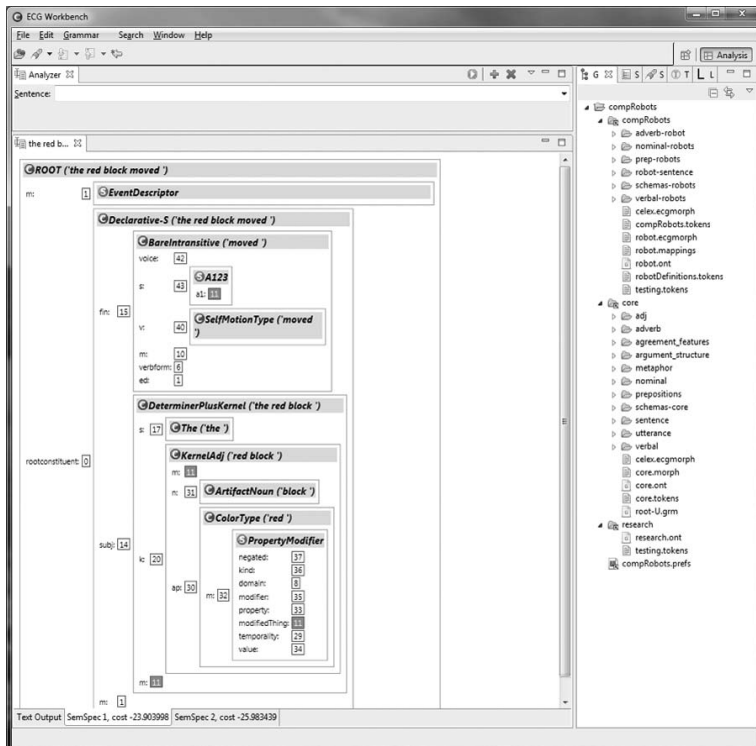 ECG Workbench
File Edit Grammar Search Window Help
Analysis
Analyzer
Sentence:
the red b...
ROOT ('the red block moved ')
m: 1 EventDescriptor
Declarative-S ('the red block moved ')
BareIntransitive ('moved ')
voice: 42
s: 43 A123
a1: 11
fin: 15
v: 40 SelfMotionType ('moved
')
m: 10
verbform: 6
ed: 1
DeterminerPlusKernel ('the red block ')
s: 17 The ('the ')
rootconstituent: 0
KernelAdj ('red block ')
m: 11
n: 31 ArtifactNoun ('block ')
ColorType ('red ')
subj: 14
k: 20
ap: 30
m: 32
PropertyModifier
negated: 37
kind: 36
domain: 8
modifier: 35
property: 33
modifiedThing: 11
temporality: 29
value: 34
m: 11
m: 1
Text Output SemSpec 1, cost -23.903998 SemSpec 2, cost -25.983439
G S S T L L
compRobots
compRobots
adverb-robot
nominal-robots
prep-robots
robot-sentence
schemas-robots
verbal-robots
celex.ecgmorph
compRobots.tokens
robot.ecgmorph
robot.mappings
robot.ont
robotDefinitions.tokens
testing.tokens
core
adj
adverb
agreement_features
argument_structure
metaphor
nominal
prepositions
schemas-core
sentence
utterance
verbal
celex.ecgmorph
core.morph
core.ont
core.tokens
root-U.grm
research
research.ont
testing.tokens
compRobots.prefs